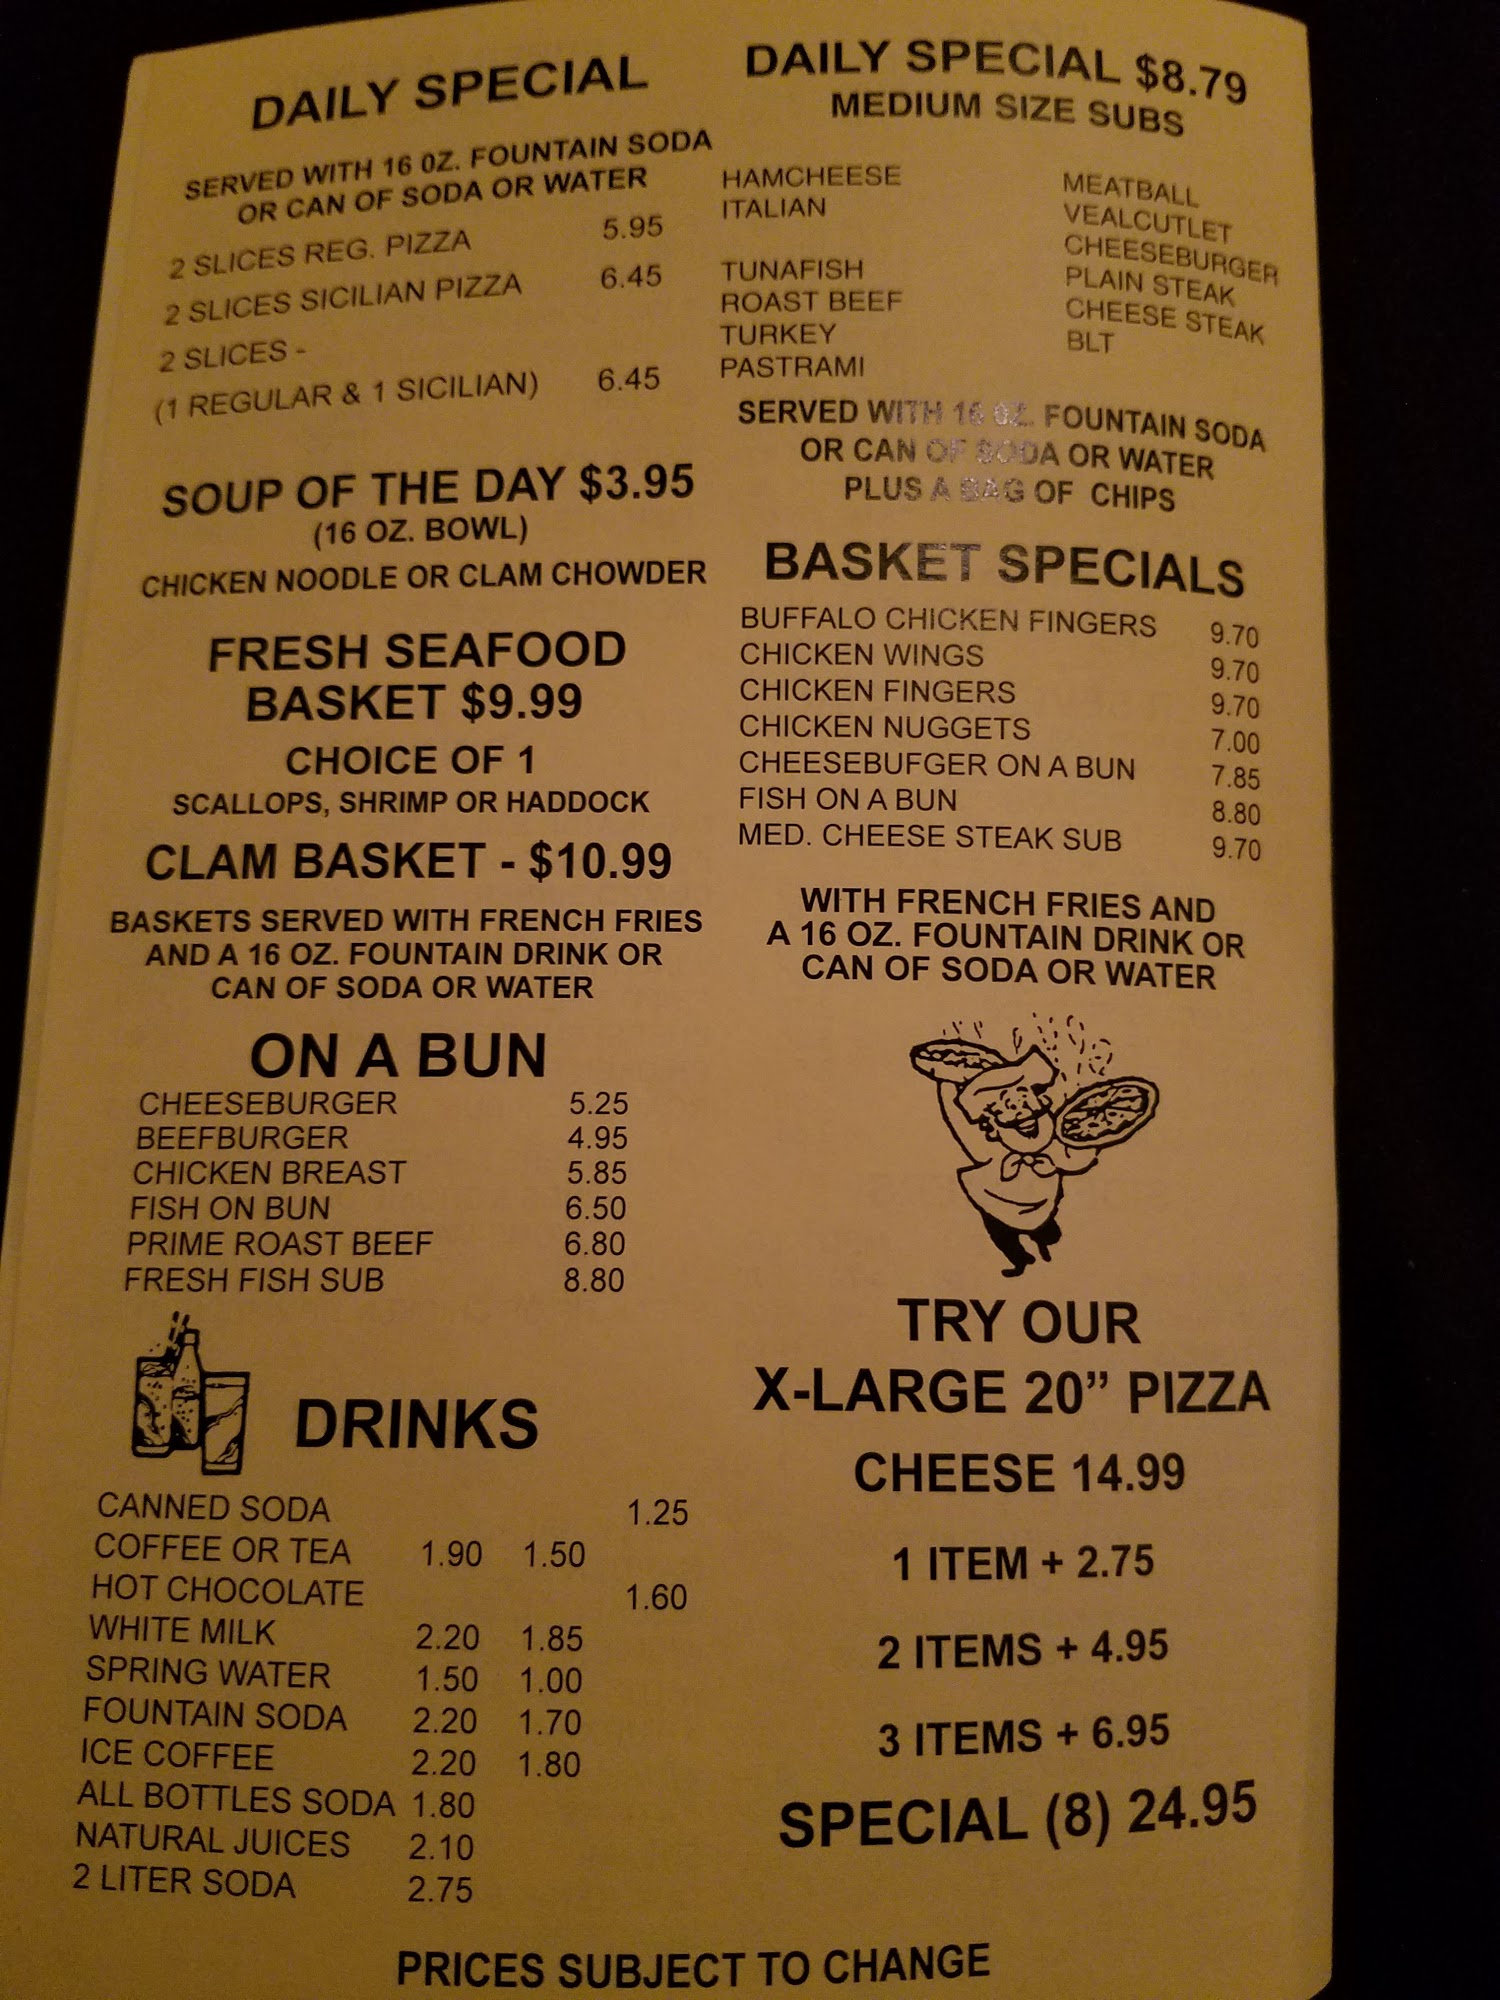 DAILY SPECIAL
SERVED WITH 16 OZ. FOUNTAIN SODA
OR CAN OF SODA OR WATER
2 SLICES REG. PIZZA 5.95
2 SLICES SICILIAN PIZZA 6.45
2 SLICES -
(1 REGULAR & 1 SICILIAN) 6.45
SOUP OF THE DAY $3.95
(16 OZ. BOWL)
CHICKEN NOODLE OR CLAM CHOWDER
FRESH SEAFOOD
BASKET $9.99
CHOICE OF 1
SCALLOPS, SHRIMP OR HADDOCK
CLAM BASKET - $10.99
BASKETS SERVED WITH FRENCH FRIES
AND A 16 OZ. FOUNTAIN DRINK OR
CAN OF SODA OR WATER
ON A BUN
CHEESEBURGER 5.25
BEEFBURGER 4.95
CHICKEN BREAST 5.85
FISH ON BUN 6.50
PRIME ROAST BEEF 6.80
FRESH FISH SUB 8.80
DRINKS
CANNED SODA 1.25
COFFEE OR TEA 1.90 1.50
HOT CHOCOLATE 1.60
WHITE MILK 2.20 1.85
SPRING WATER 1.50 1.00
FOUNTAIN SODA 2.20 1.70
ICE COFFEE 2.20 1.80
ALL BOTTLES SODA 1.80
NATURAL JUICES 2.10
2 LITER SODA 2.75
DAILY SPECIAL $8.79
MEDIUM SIZE SUBS
HAMCHEESE
ITALIAN
TUNAFISH
ROAST BEEF
TURKEY
PASTRAMI
MEATBALL
VEALCUTLET
CHEESEBURGER
PLAIN STEAK
CHEESE STEAK
BLT
SERVED WITH 16 OZ. FOUNTAIN SODA
OR CAN OF SODA OR WATER
PLUS A BAG OF CHIPS
BASKET SPECIALS
BUFFALO CHICKEN FINGERS 9.70
CHICKEN WINGS 9.70
CHICKEN FINGERS 9.70
CHICKEN NUGGETS 7.00
CHEESEBUFGER ON A BUN 7.85
FISH ON A BUN 8.80
MED. CHEESE STEAK SUB 9.70
WITH FRENCH FRIES AND
A 16 OZ. FOUNTAIN DRINK OR
CAN OF SODA OR WATER
TRY OUR
X-LARGE 20” PIZZA
CHEESE 14.99
1 ITEM + 2.75
2 ITEMS + 4.95
3 ITEMS + 6.95
SPECIAL (8) 24.95
PRICES SUBJECT TO CHANGE